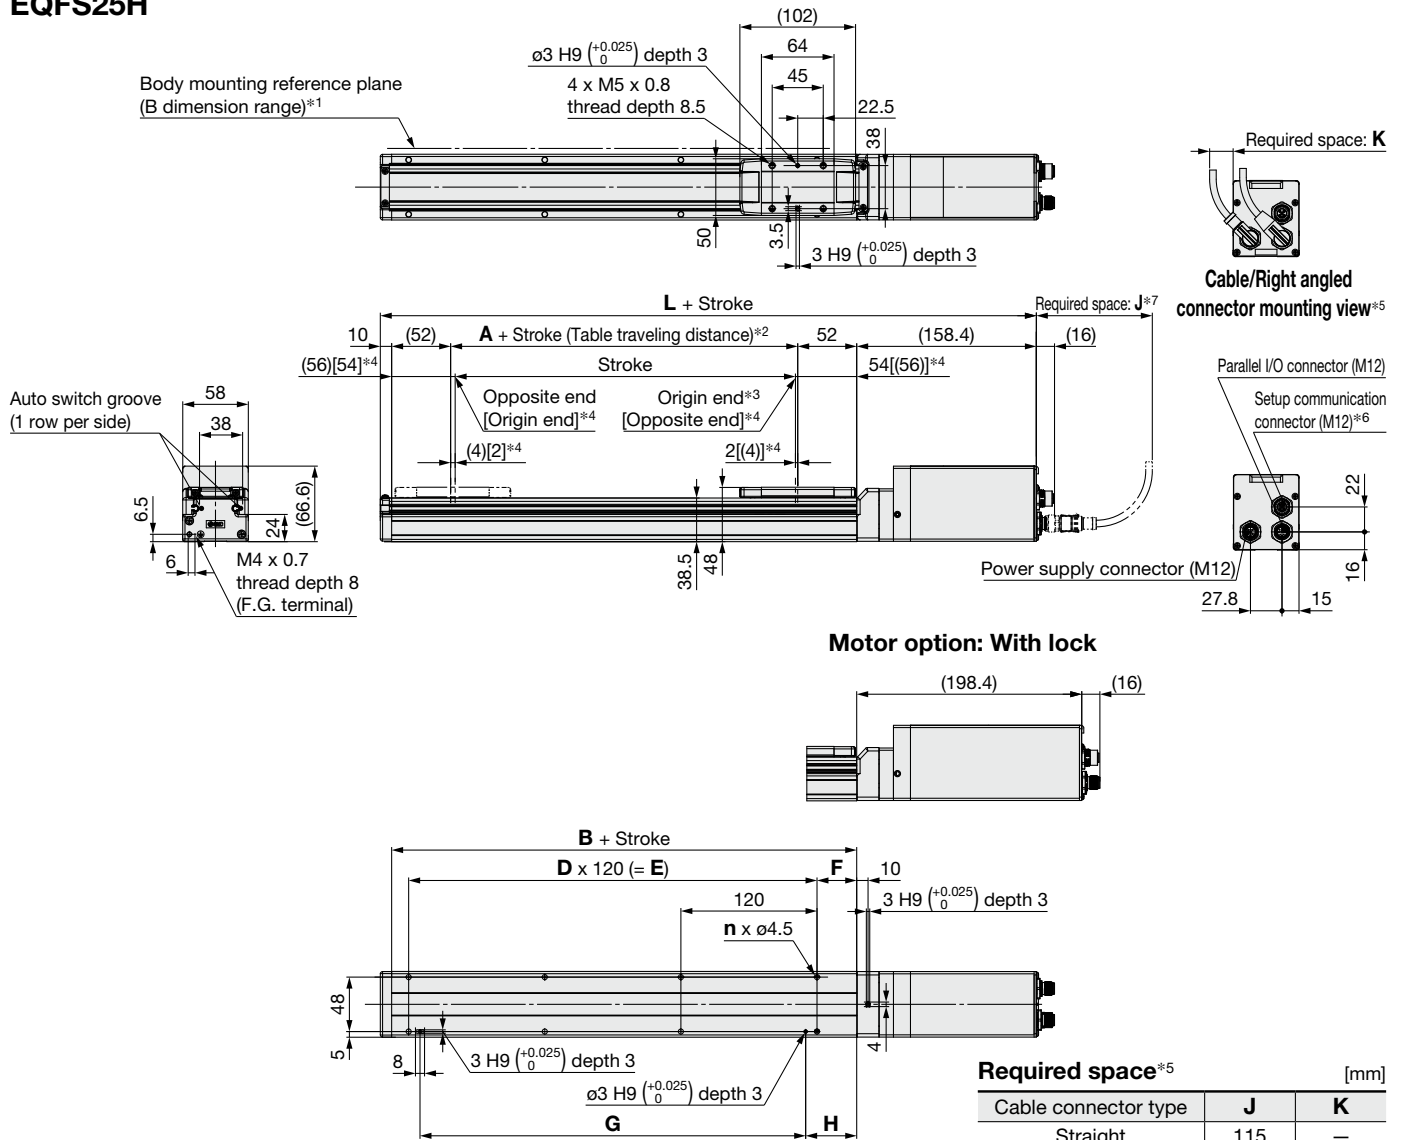 EQFS25H
(102)
ø3 H9 (+0.025 0) depth 3
64
Body mounting reference plane
(B dimension range)*1
4 x M5 x 0.8
thread depth 8.5
45
22.5
38
50
3.5
3 H9 (+0.025 0) depth 3
Required space: K
Cable/Right angled
connector mounting view*5
L + Stroke
Required space: J*7
10
(52)
A + Stroke (Table traveling distance)*2
52
(158.4)
(16)
(56)[54]*4
Stroke
54[(56)]*4
Opposite end
[Origin end]*4
Origin end*3
[Opposite end]*4
(4)[2]*4
2[(4)]*4
38.5
48
Auto switch groove
(1 row per side)
58
38
6.5
24
(66.6)
6
M4 x 0.7
thread depth 8
(F.G. terminal)
Parallel I/O connector (M12)
Setup communication
connector (M12)*6
22
16
Power supply connector (M12)
27.8
15
Motor option: With lock
(198.4)
(16)
B + Stroke
D x 120 (= E)
F
10
120
3 H9 (+0.025 0) depth 3
n x ø4.5
48
5
8
4
3 H9 (+0.025 0) depth 3
ø3 H9 (+0.025 0) depth 3
G
H
Required space*5
[mm]
Cable connector type
J
K
Straight
115
—